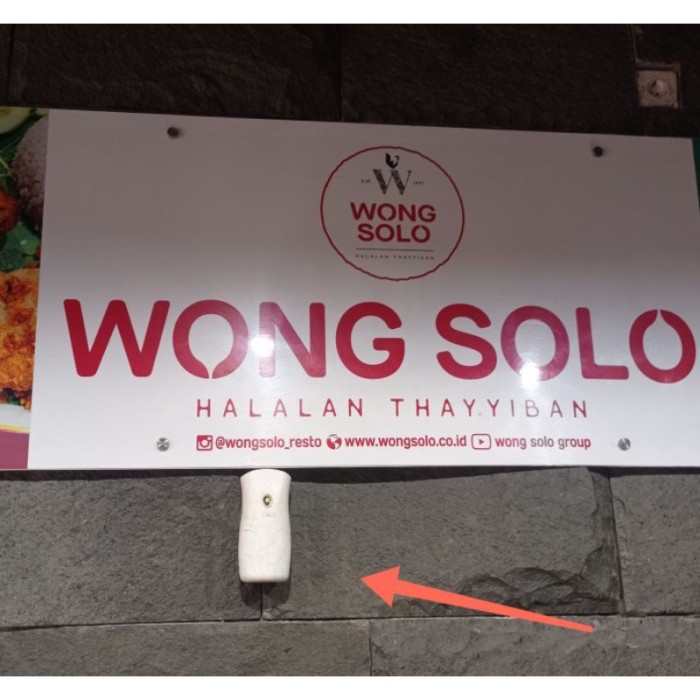 W
WONG
SOLO
HALALAN THAYYIBAN
WONG SOLO
HALALAN THAYYIBAN
@wongsolo_resto www.wongsolo.co.id wong solo group